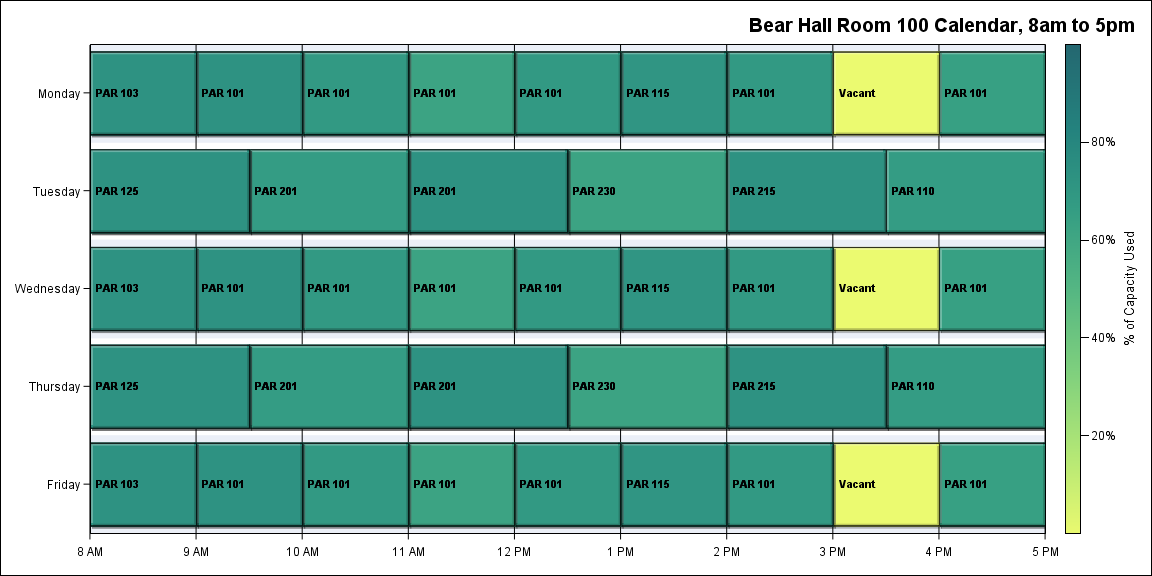 Bear Hall Room 100 Calendar, 8am to 5pm
Monday
PAR 103
PAR 101
PAR 101
PAR 101
PAR 101
PAR 115
PAR 101
Vacant
PAR 101
Tuesday
PAR 125
PAR 201
PAR 201
PAR 230
PAR 215
PAR 110
Wednesday
PAR 103
PAR 101
PAR 101
PAR 101
PAR 101
PAR 115
PAR 101
Vacant
PAR 101
Thursday
PAR 125
PAR 201
PAR 201
PAR 230
PAR 215
PAR 110
Friday
PAR 103
PAR 101
PAR 101
PAR 101
PAR 101
PAR 115
PAR 101
Vacant
PAR 101
8 AM
9 AM
10 AM
11 AM
12 PM
1 PM
2 PM
3 PM
4 PM
5 PM
80%
60%
40%
20%
% of Capacity Used